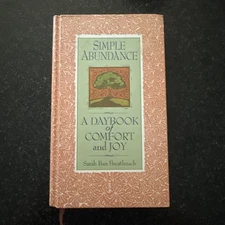 SIMPLE
ABUNDANCE
A DAYBOOK
of
COMFORT
and JOY
Sarah Ban Breathnach